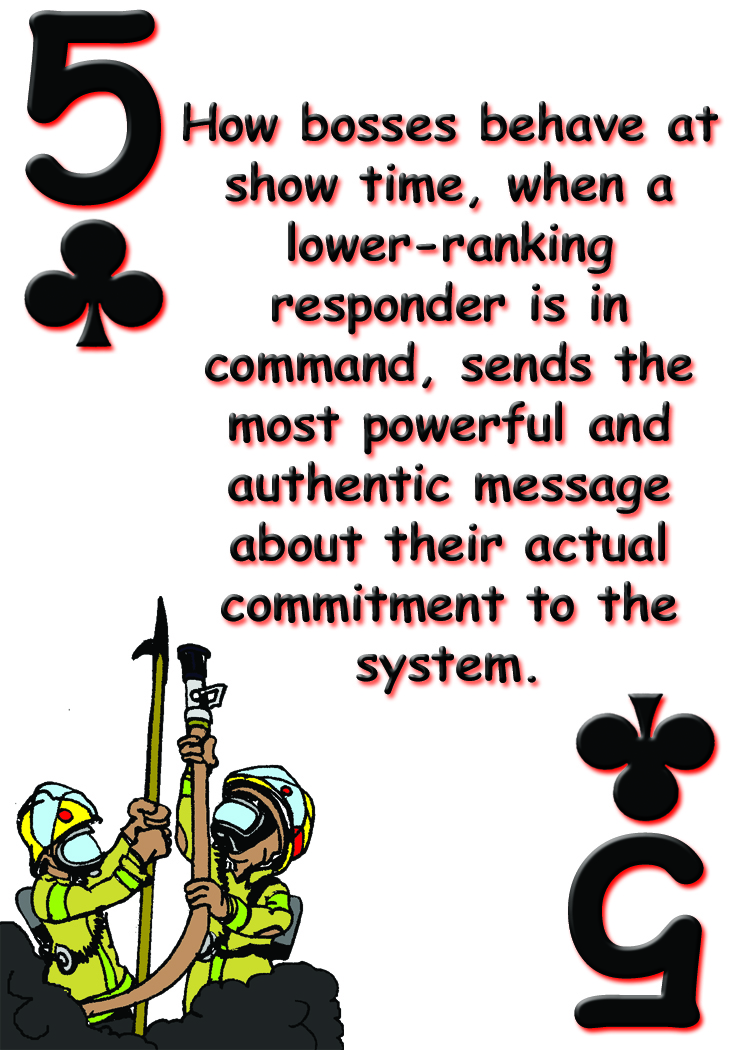 5
How bosses behave at
show time, when a
lower-ranking
responder is in
command, sends the
most powerful and
authentic message
about their actual
commitment to the
system.
5